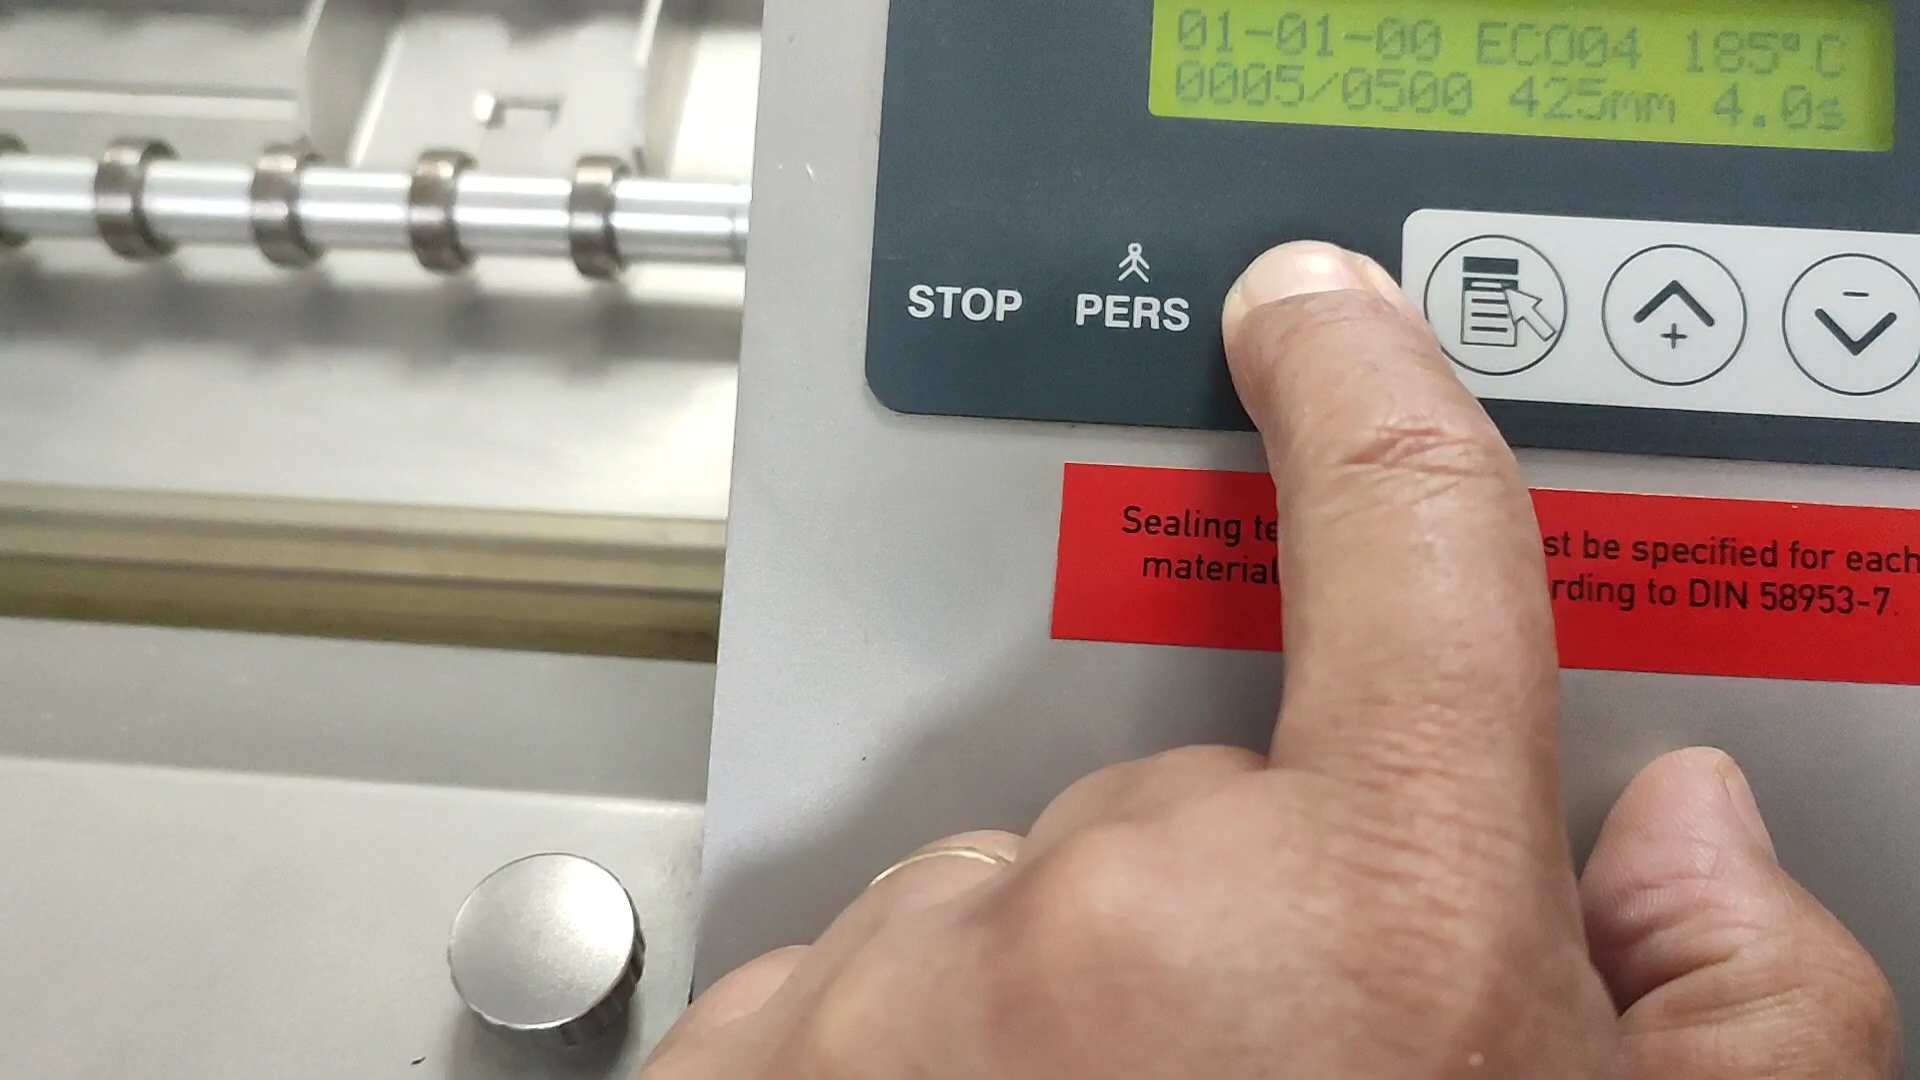 01-01-00 ECO04 185°C
0005/0500 425mm 4.0s
STOP
PERS
+
-
Sealing te st be specified for each
material rding to DIN 58953-7.